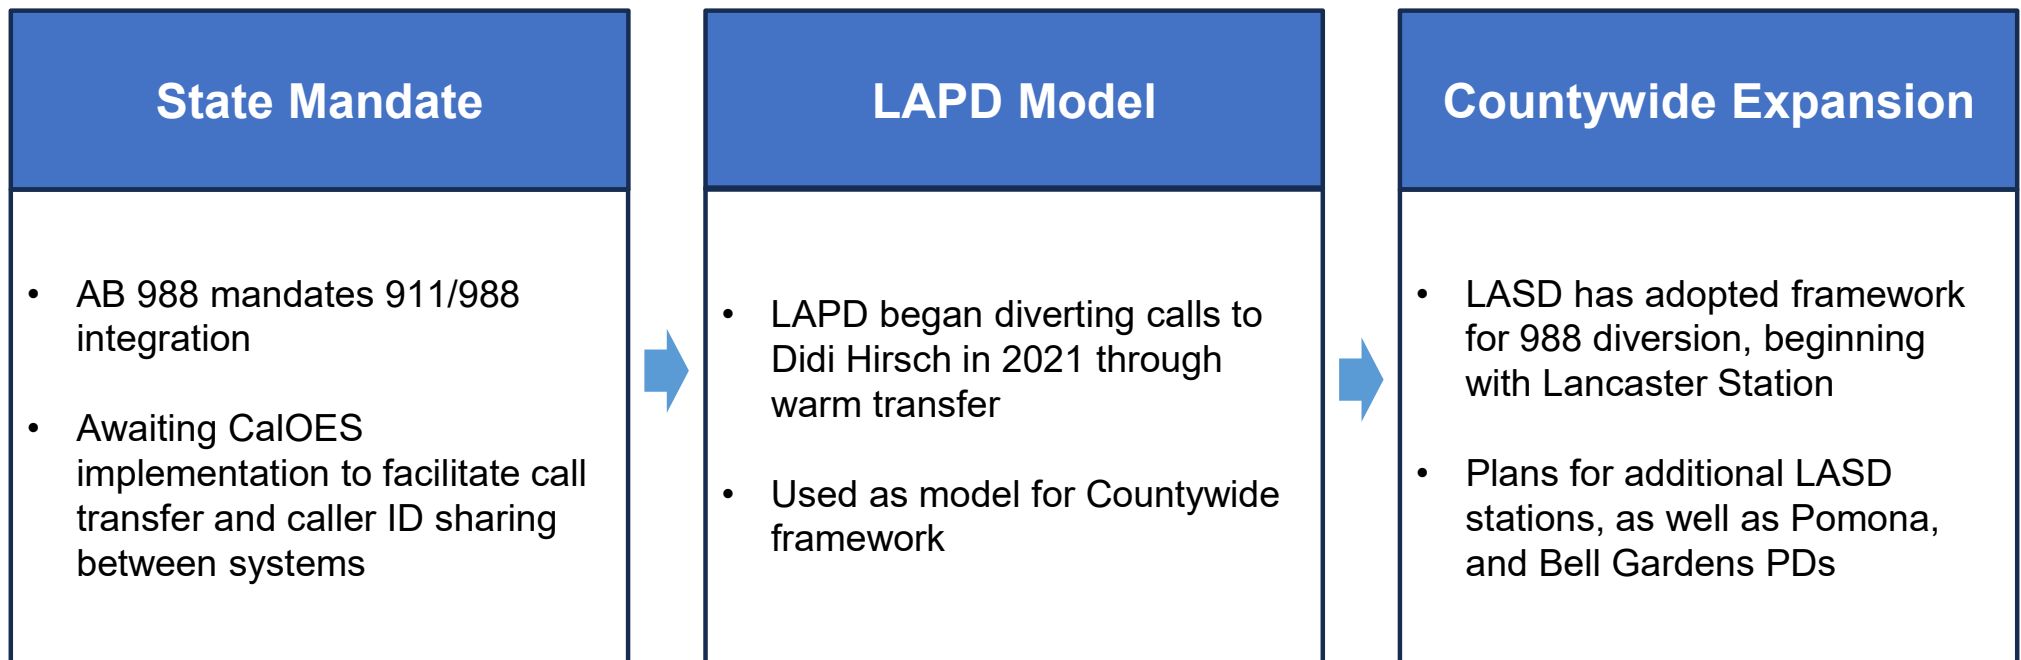 State Mandate
• AB 988 mandates 911/988
integration
• Awaiting CalOES
implementation to facilitate call
transfer and caller ID sharing
between systems
LAPD Model
• LAPD began diverting calls to
Didi Hirsch in 2021 through
warm transfer
• Used as model for Countywide
framework
Countywide Expansion
• LASD has adopted framework
for 988 diversion, beginning
with Lancaster Station
• Plans for additional LASD
stations, as well as Pomona,
and Bell Gardens PDs